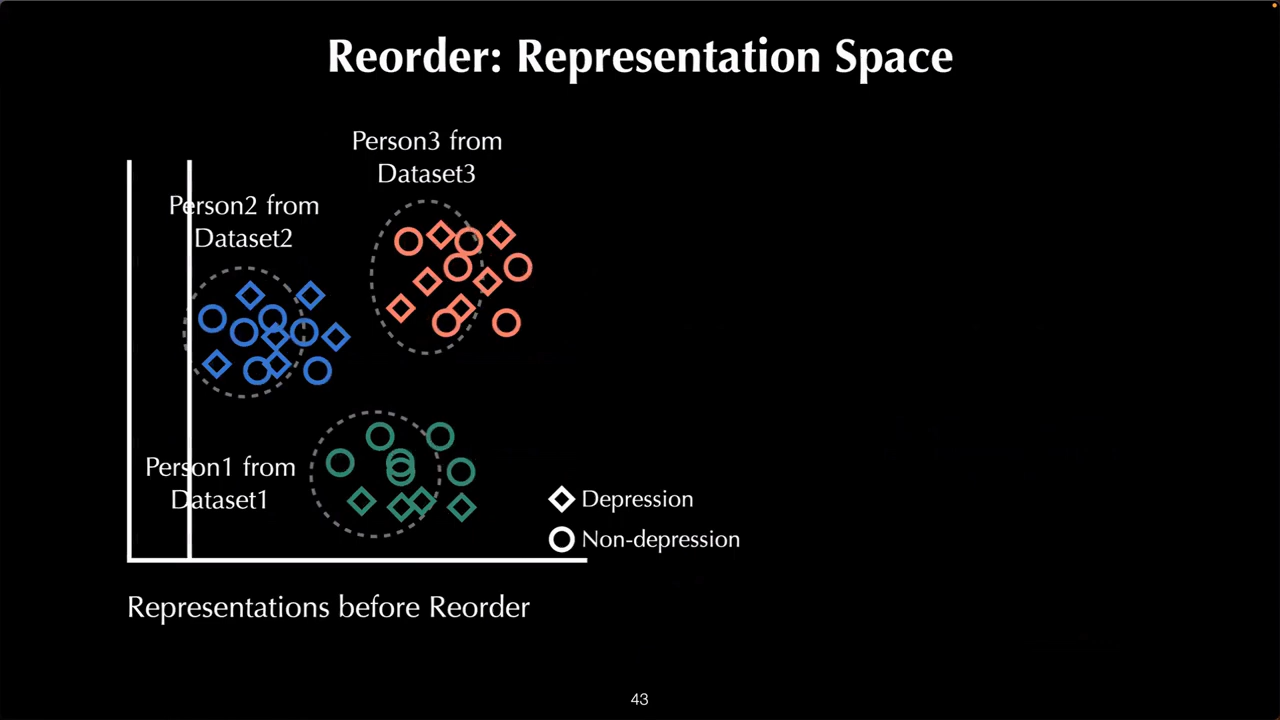 Reorder: Representation Space
Person3 from
Dataset3
Person2 from
Dataset2
Person1 from
Dataset1
Depression
Non-depression
Representations before Reorder
43